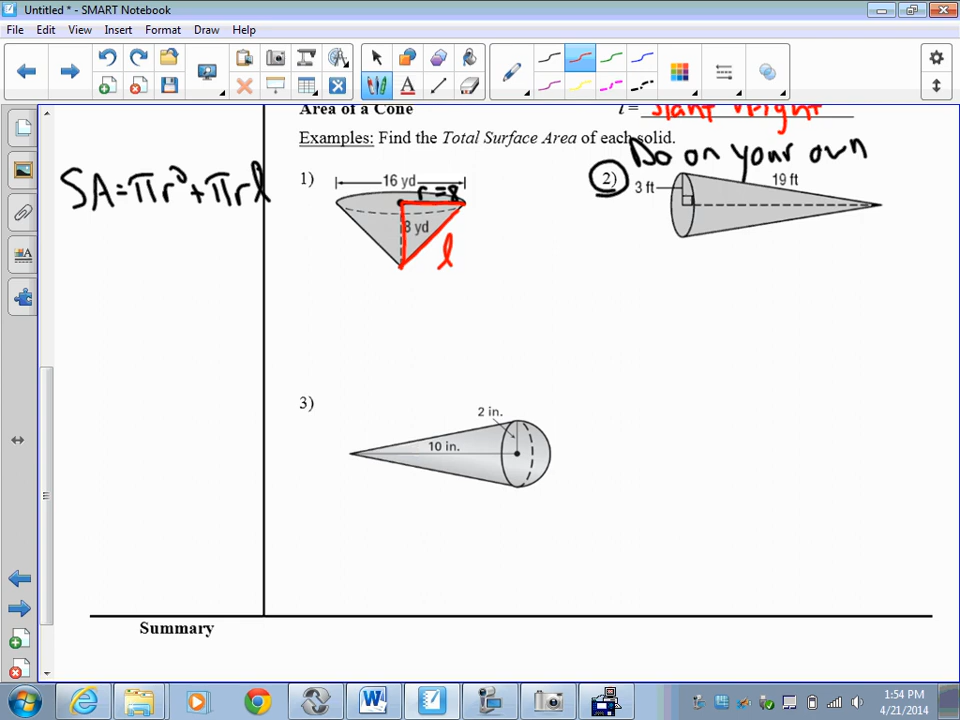 Untitled * - SMART Notebook
File Edit View Insert Format Draw Help
Area of a Cone
l = slant height
Examples: Find the Total Surface Area of each solid.
Do on your own
SA=πr²+πrl
1)
16 yd
r=8
3 yd
l
2)
3 ft
19 ft
3)
2 in.
10 in.
Summary
1:54 PM
4/21/2014